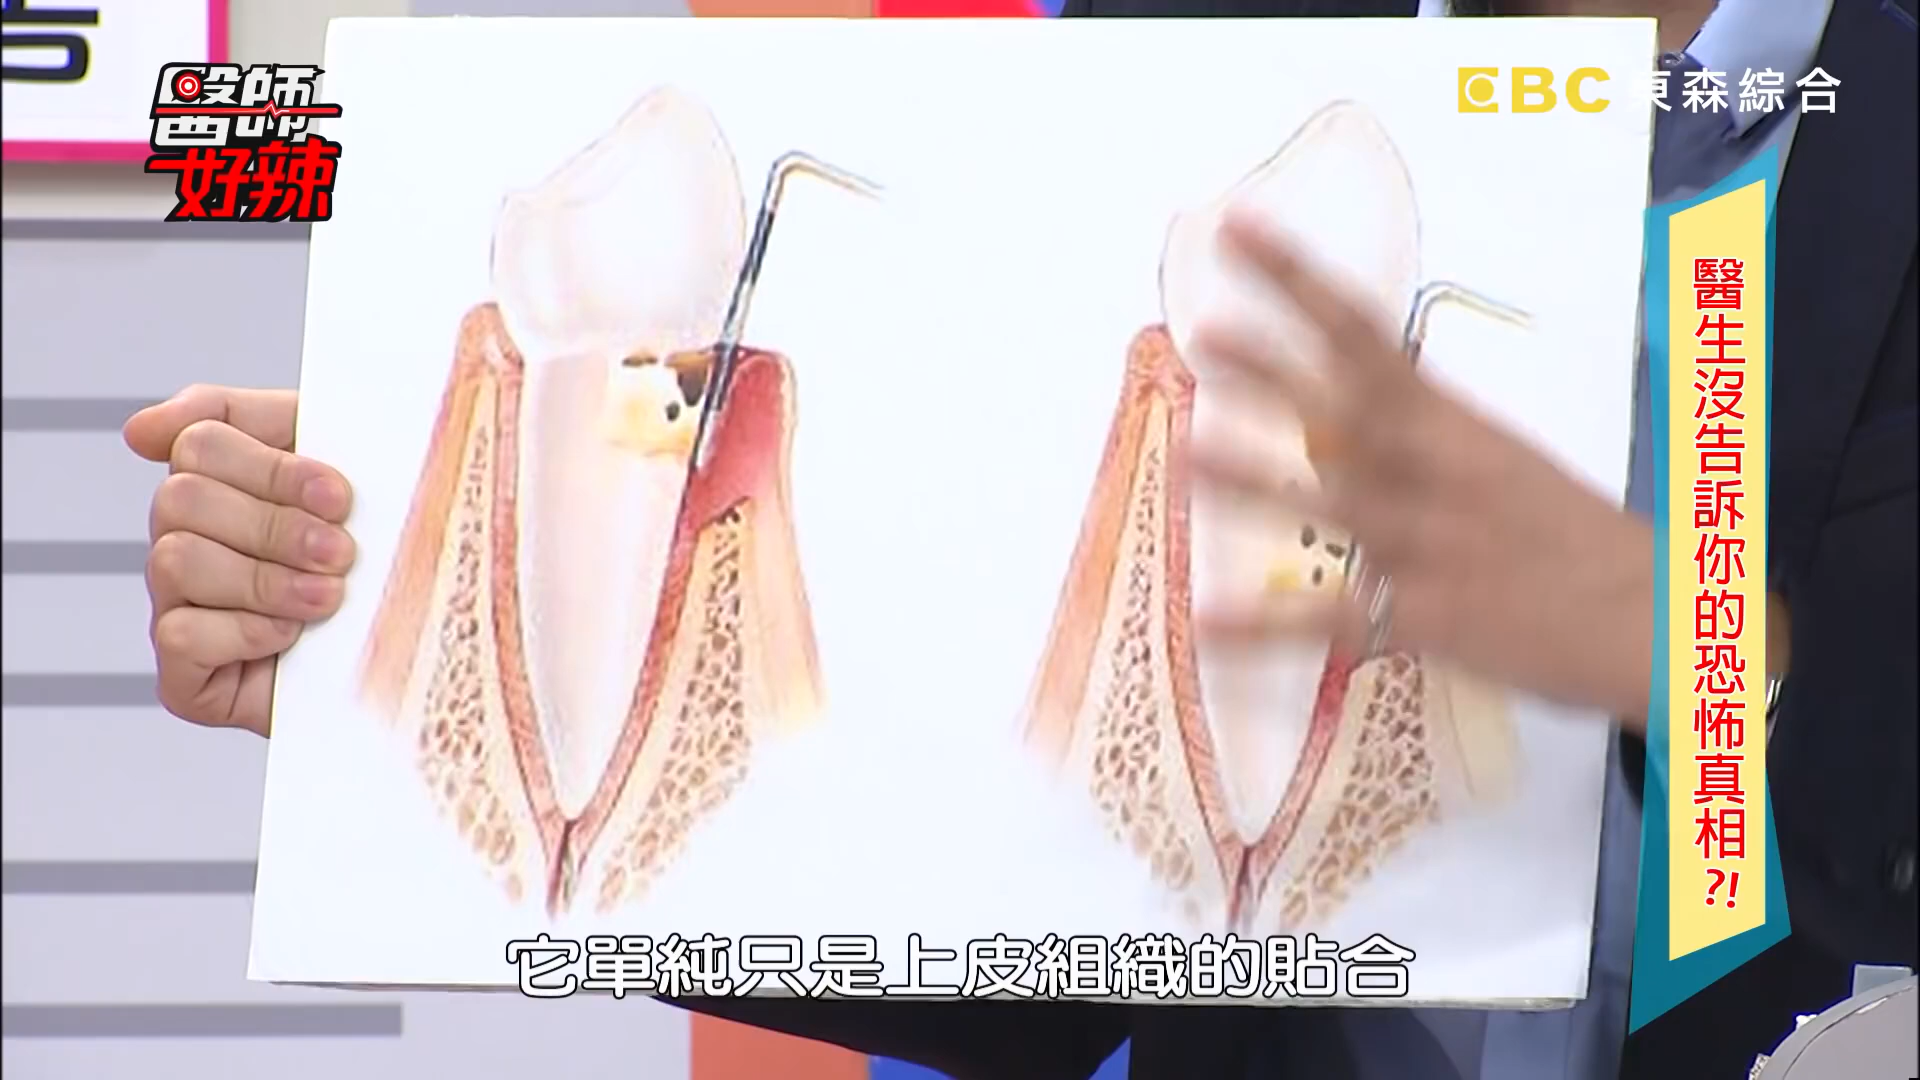 醫師
好辣
EBC 東森綜合
醫生沒告訴你的恐怖真相?!
它單純只是上皮組織的貼合